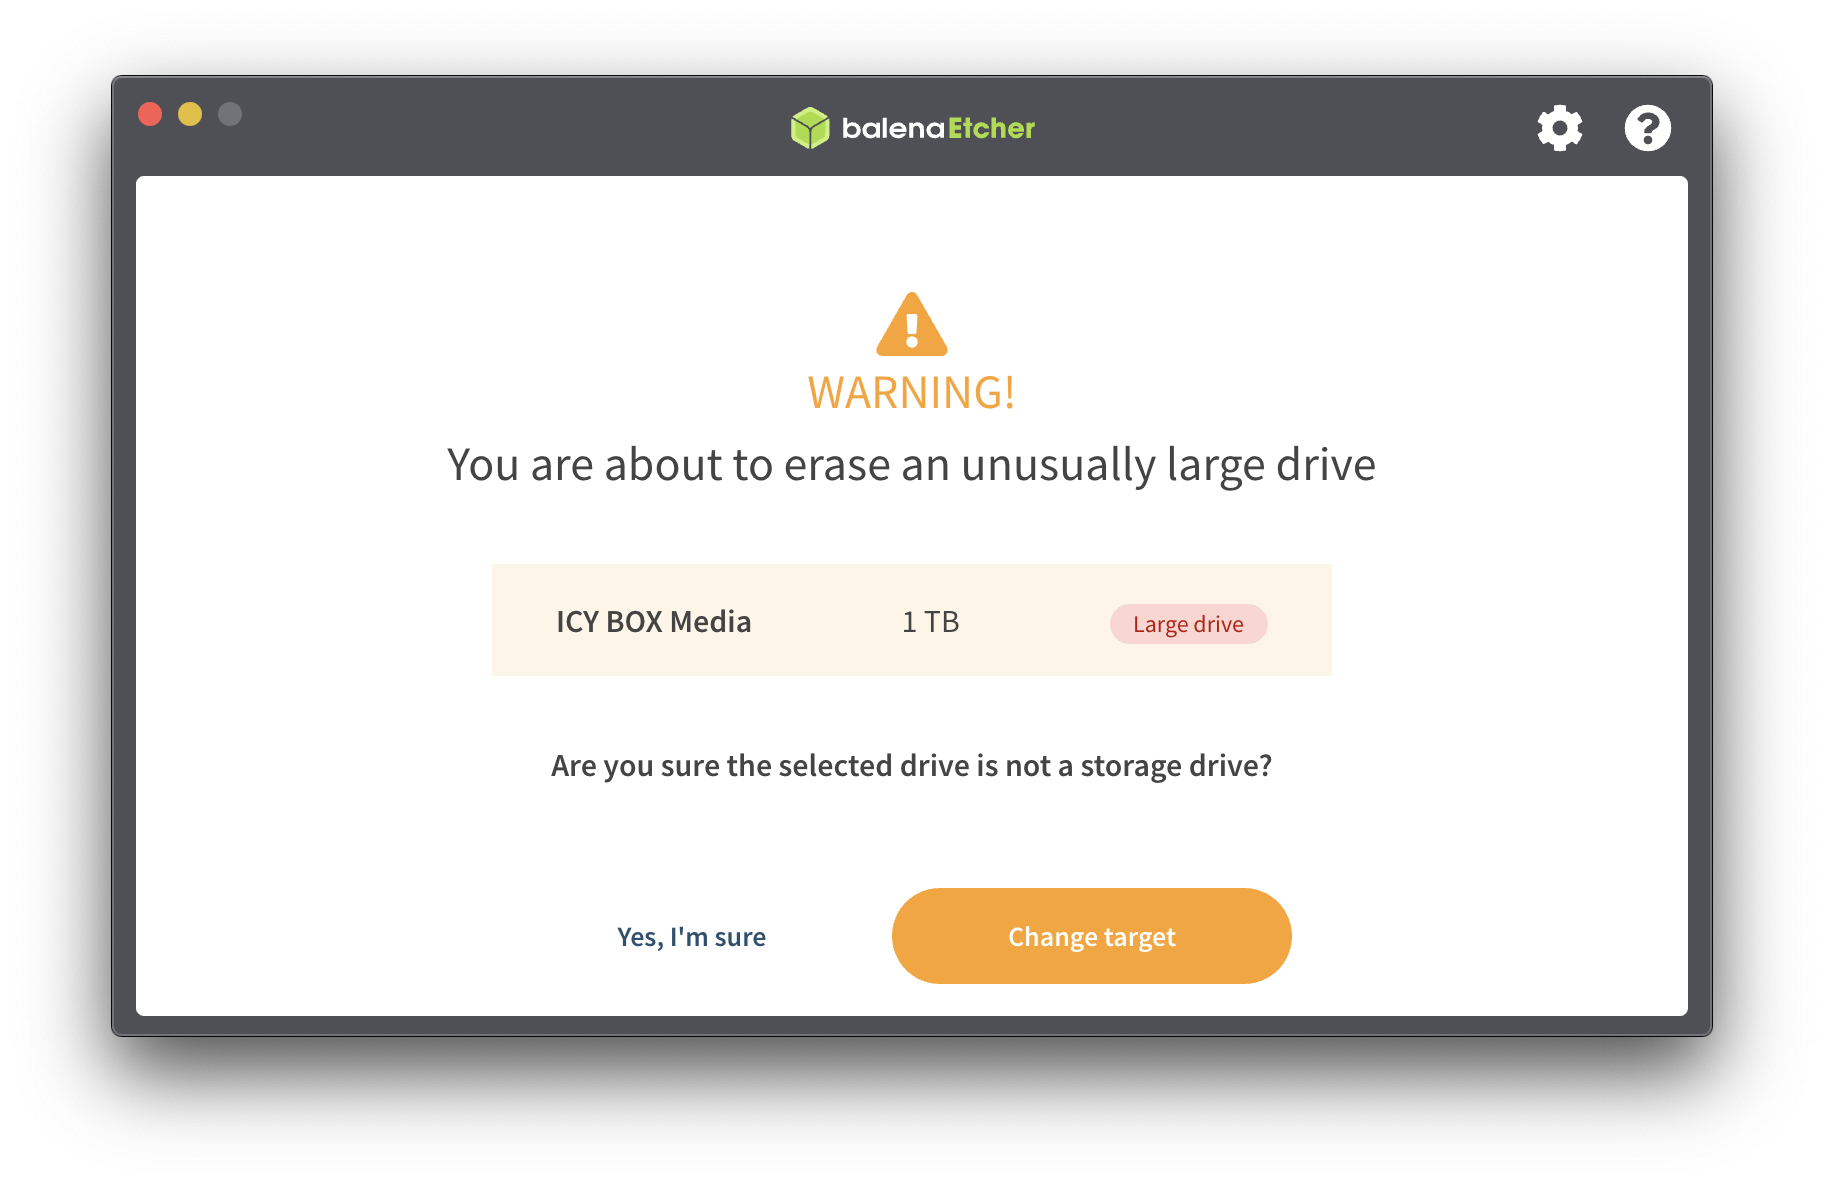 balenaEtcher
WARNING!
You are about to erase an unusually large drive
ICY BOX Media 1 TB Large drive
Are you sure the selected drive is not a storage drive?
Yes, I'm sure Change target